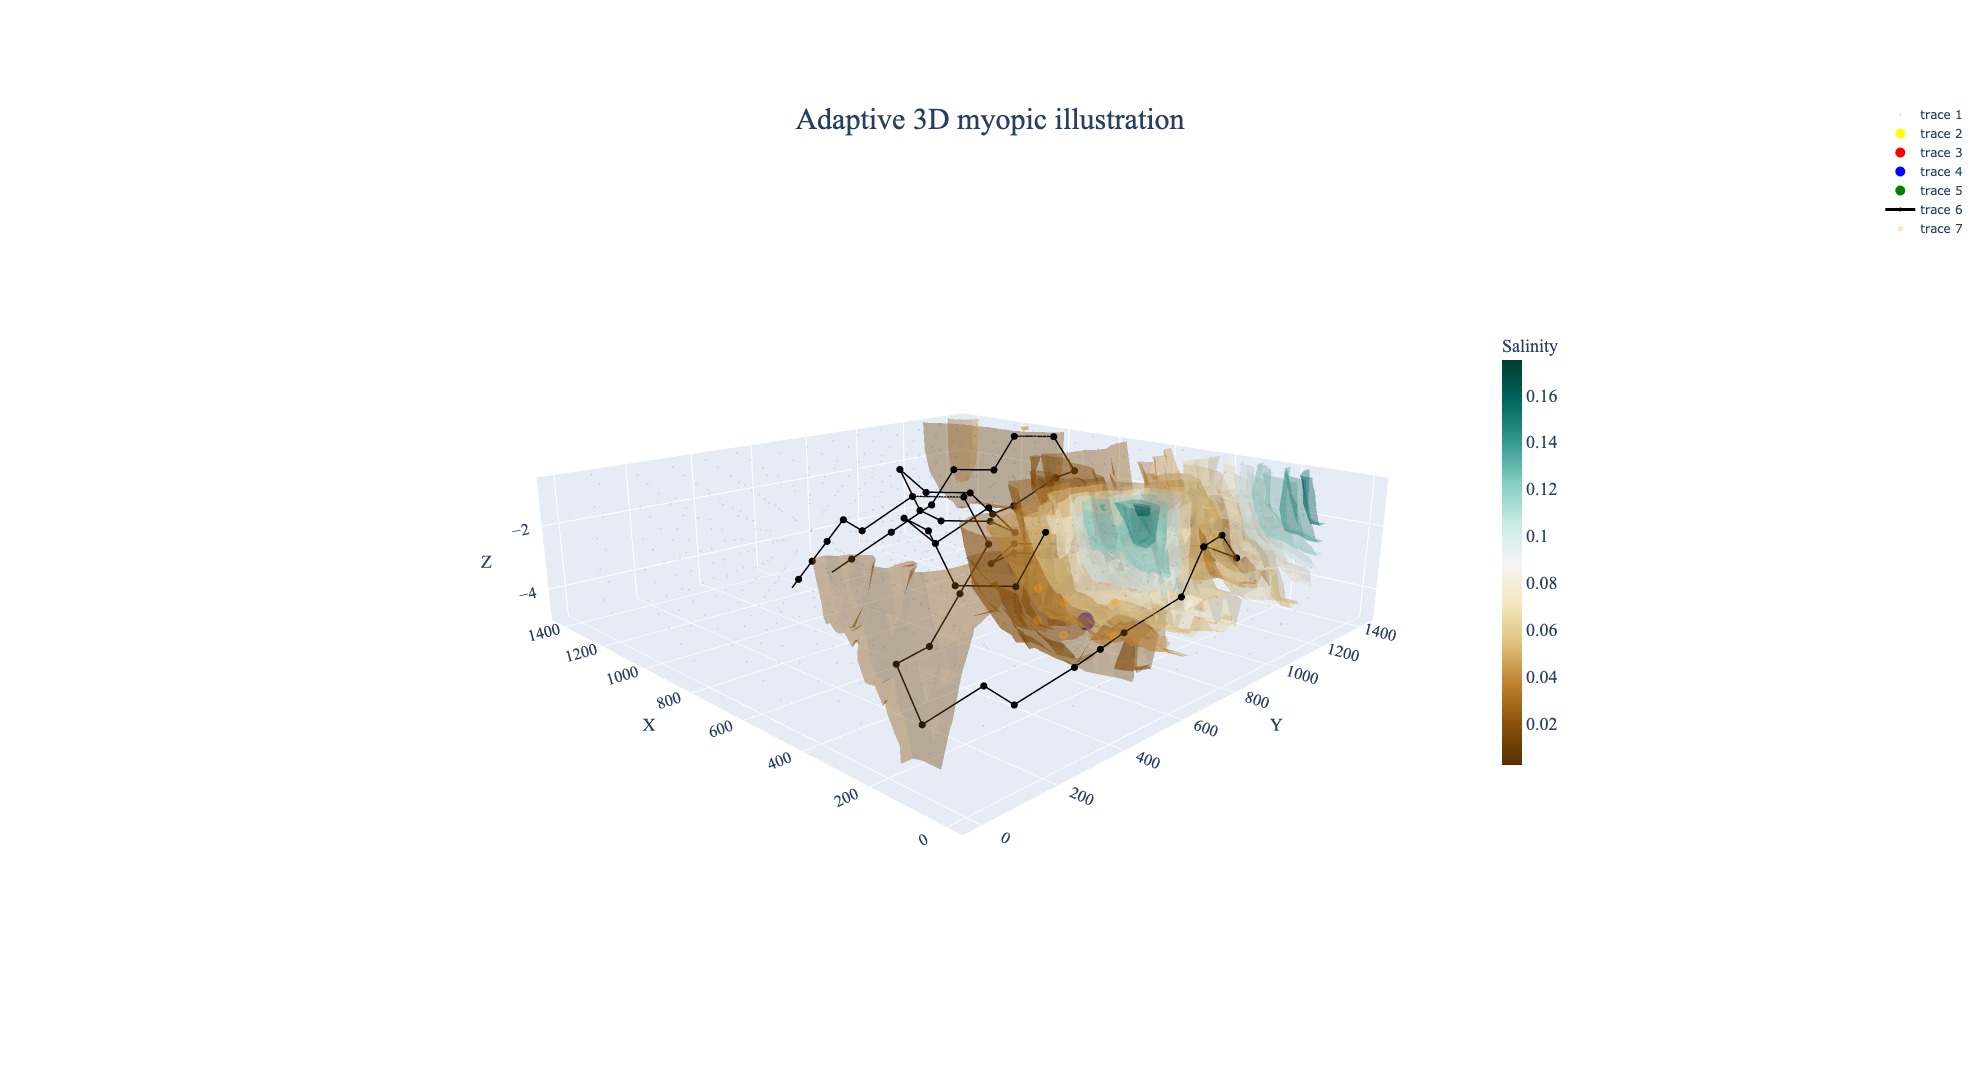 Adaptive 3D myopic illustration
trace 1
trace 2
trace 3
trace 4
trace 5
trace 6
trace 7
Salinity
0.16
0.14
0.12
0.1
0.08
0.06
0.04
0.02
Z
−2
−4
X
1400
1200
1000
800
600
400
200
0
Y
0
200
400
600
800
1000
1200
1400